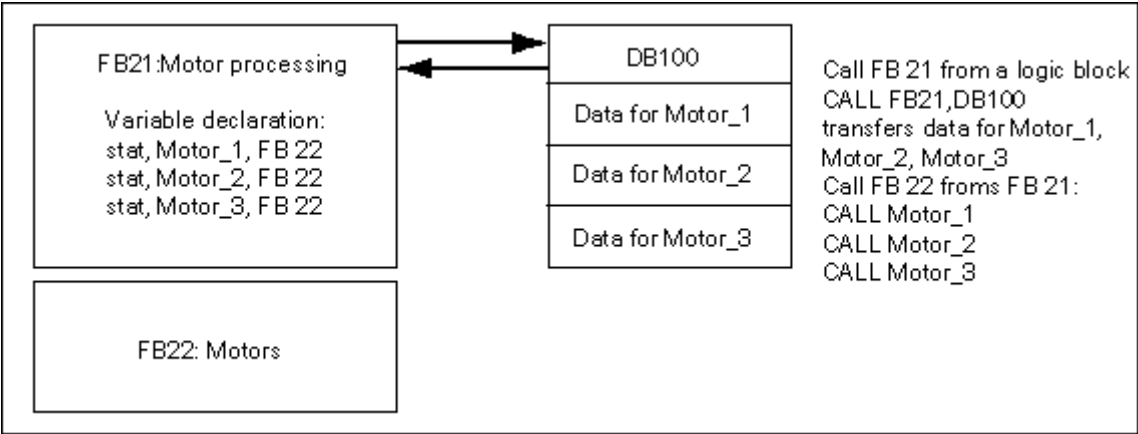 FB21:Motor processing
Variable declaration:
stat, Motor_1, FB 22
stat, Motor_2, FB 22
stat, Motor_3, FB 22
FB22: Motors
DB100
Data for Motor_1
Data for Motor_2
Data for Motor_3
Call FB 21 from a logic block
CALL FB21,DB100
transfers data for Motor_1,
Motor_2, Motor_3
Call FB 22 froms FB 21:
CALL Motor_1
CALL Motor_2
CALL Motor_3